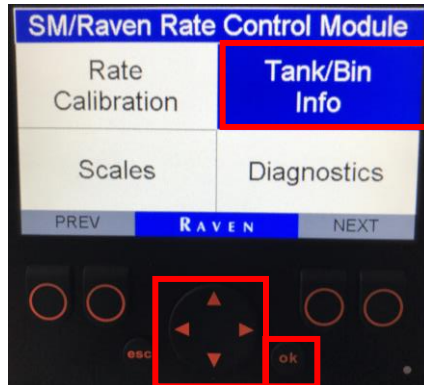 SM/Raven Rate Control Module
Rate
Calibration
Tank/Bin
Info
Scales
Diagnostics
PREV
RAVEN
NEXT
esc
ok